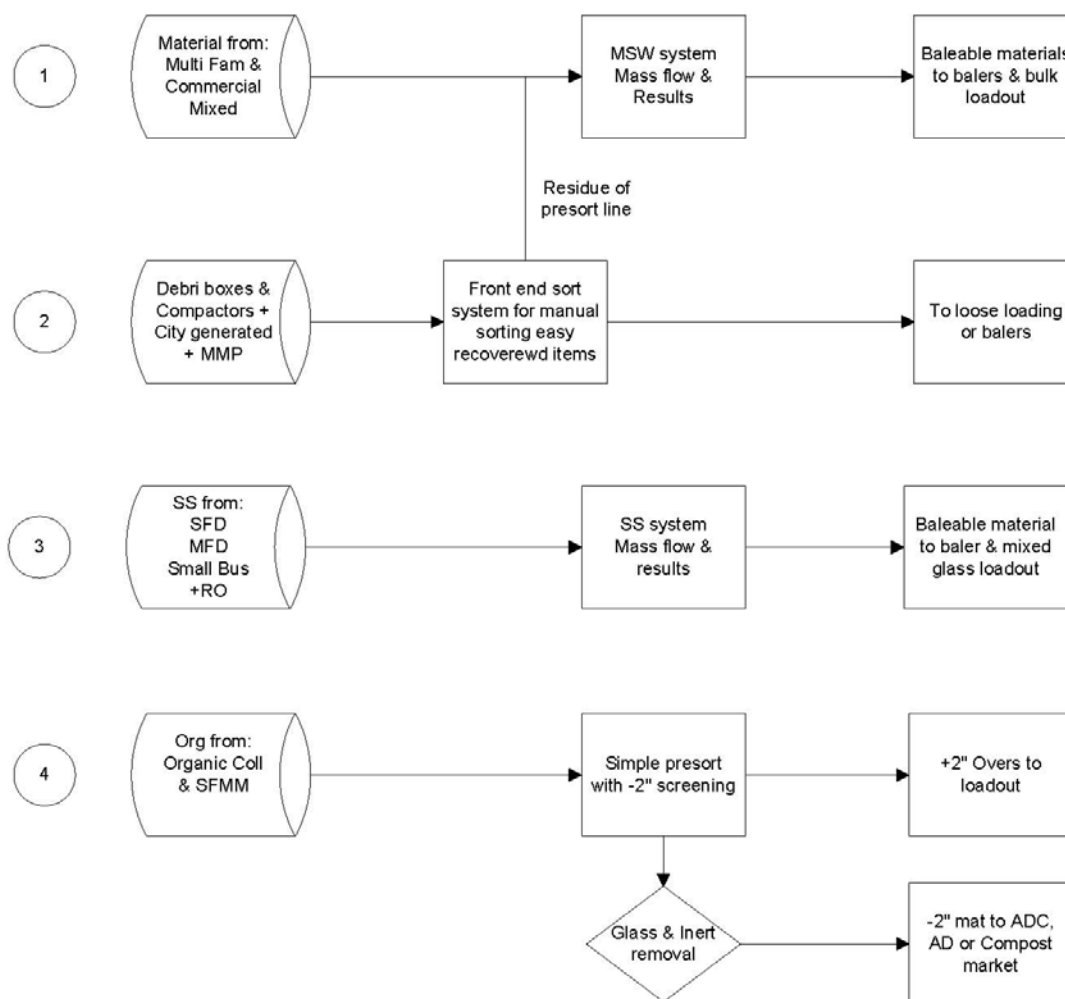 1
Material from:
Multi Fam &
Commercial
Mixed
MSW system
Mass flow &
Results
Baleable materials
to balers & bulk
loadout
Residue of
presort line
2
Debri boxes &
Compactors +
City generated
+ MMP
Front end sort
system for manual
sorting easy
recoverewd items
To loose loading
or balers
3
SS from:
SFD
MFD
Small Bus
+RO
SS system
Mass flow &
results
Baleable material
to baler & mixed
glass loadout
4
Org from:
Organic Coll
& SFMM
Simple presort
with -2" screening
+2" Overs to
loadout
Glass & Inert
removal
-2" mat to ADC,
AD or Compost
market